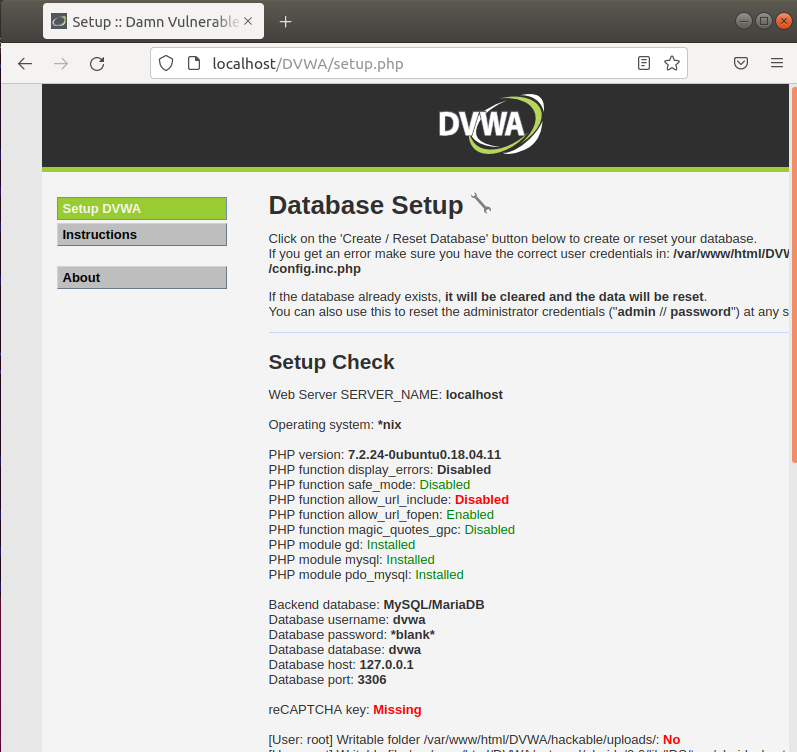 Setup :: Damn Vulnerable
localhost/DVWA/setup.php
DVWA
Setup DVWA
Instructions
About
Database Setup
Click on the 'Create / Reset Database' button below to create or reset your database.
If you get an error make sure you have the correct user credentials in: /var/www/html/DVW
/config.inc.php
If the database already exists, it will be cleared and the data will be reset.
You can also use this to reset the administrator credentials ("admin // password") at any s
Setup Check
Web Server SERVER_NAME: localhost
Operating system: *nix
PHP version: 7.2.24-0ubuntu0.18.04.11
PHP function display_errors: Disabled
PHP function safe_mode: Disabled
PHP function allow_url_include: Disabled
PHP function allow_url_fopen: Enabled
PHP function magic_quotes_gpc: Disabled
PHP module gd: Installed
PHP module mysql: Installed
PHP module pdo_mysql: Installed
Backend database: MySQL/MariaDB
Database username: dvwa
Database password: *blank*
Database database: dvwa
Database host: 127.0.0.1
Database port: 3306
reCAPTCHA key: Missing
[User: root] Writable folder /var/www/html/DVWA/hackable/uploads/: No